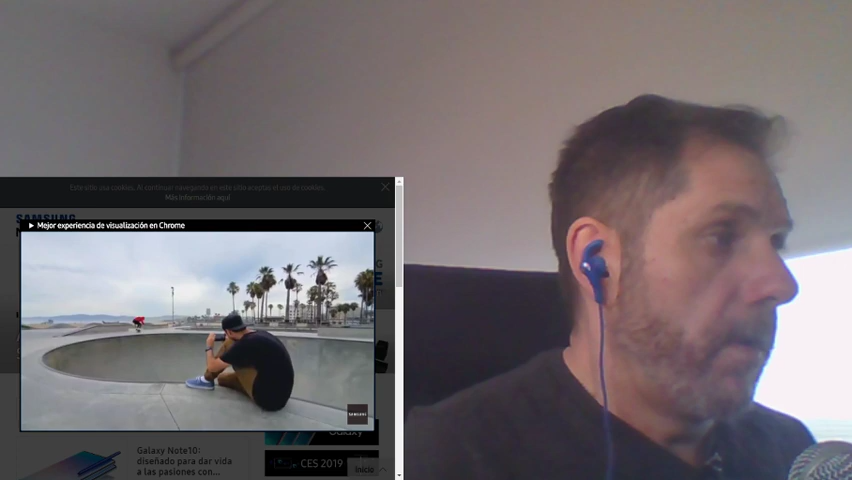 Este sitio usa cookies. Al continuar navegando en este sitio aceptas el uso de cookies.
Más información aquí
SAMSUNG
Mejor experiencia de visualización en Chrome
SAMSUNG
Galaxy
Galaxy Note10:
diseñado para dar vida
a las pasiones con...
CES 2019
Inicio